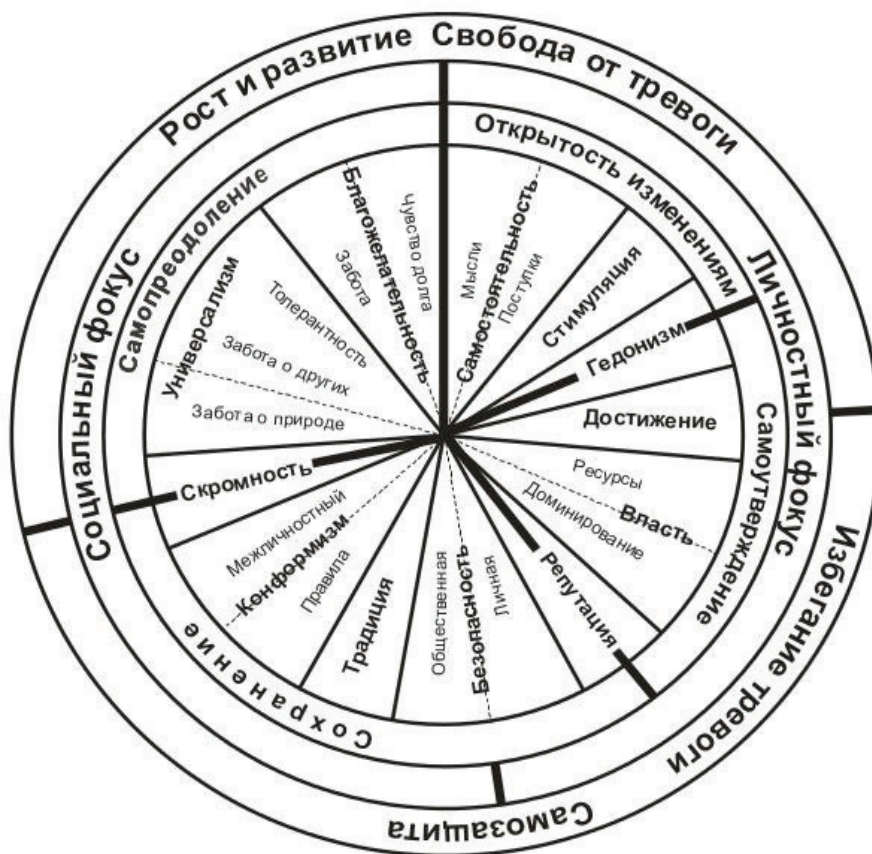 Рост и развитие
Свобода от тревоги
Избегание тревоги
Самозащита
Социальный фокус
Личностный фокус
Самопреодоление
Открытость изменениям
Самоутверждение
Сохранение
Чувство долга
Благожелательность
Забота
Мысли
Самостоятельность
Поступки
Стимуляция
Гедонизм
Достижение
Ресурсы
Власть
Доминирование
Репутация
Личная
Безопасность
Общественная
Традиция
Правила
Конформизм
Межличностный
Скромность
Забота о природе
Забота о других
Толерантность
Универсализм